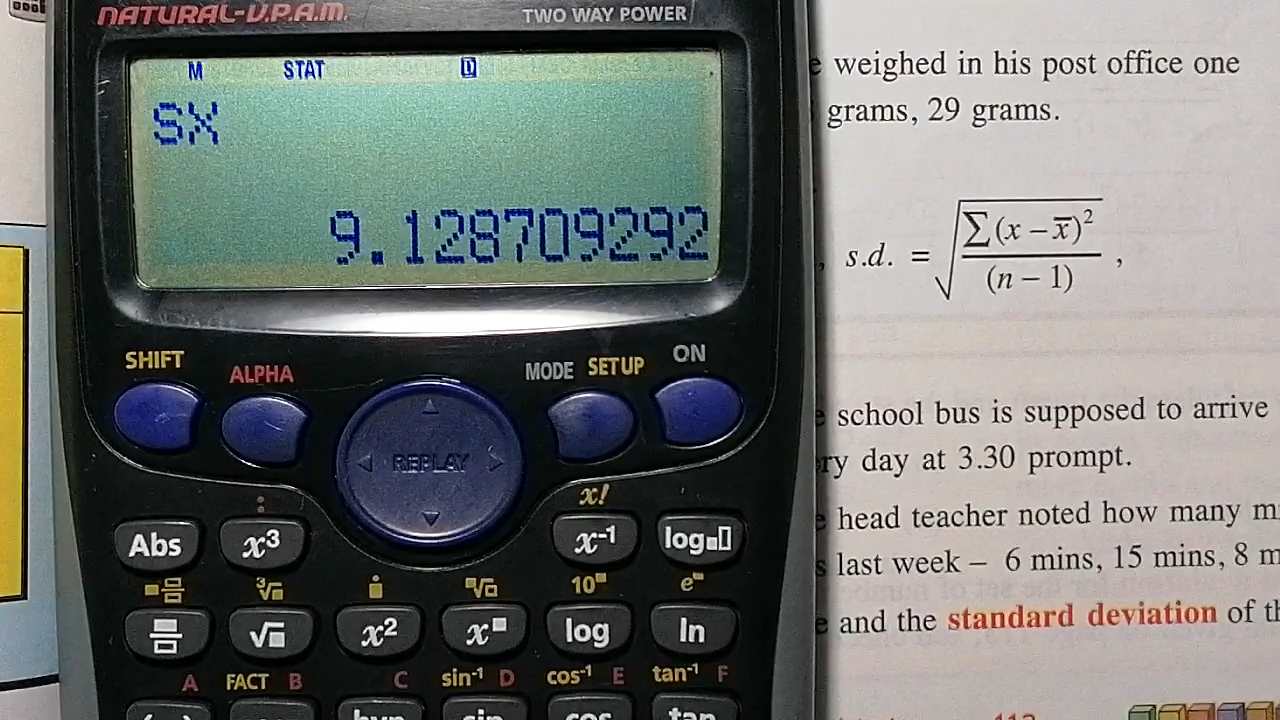 NATURAL-V.P.A.M.
TWO WAY POWER
M STAT D
SX
9.128709292
SHIFT
ALPHA
MODE SETUP
ON
REPLAY
x!
Abs
x³
x⁻¹
log
³√
10
e
√
x²
x
log
ln
A
FACT B
C
sin⁻¹ D
cos⁻¹ E
tan⁻¹ F
weighed in his post office one
grams, 29 grams.
s.d. = √(∑(x – x̅)² / (n – 1)) ,
school bus is supposed to arrive
day at 3.30 prompt.
head teacher noted how many
last week – 6 mins, 15 mins, 8
and the standard deviation of